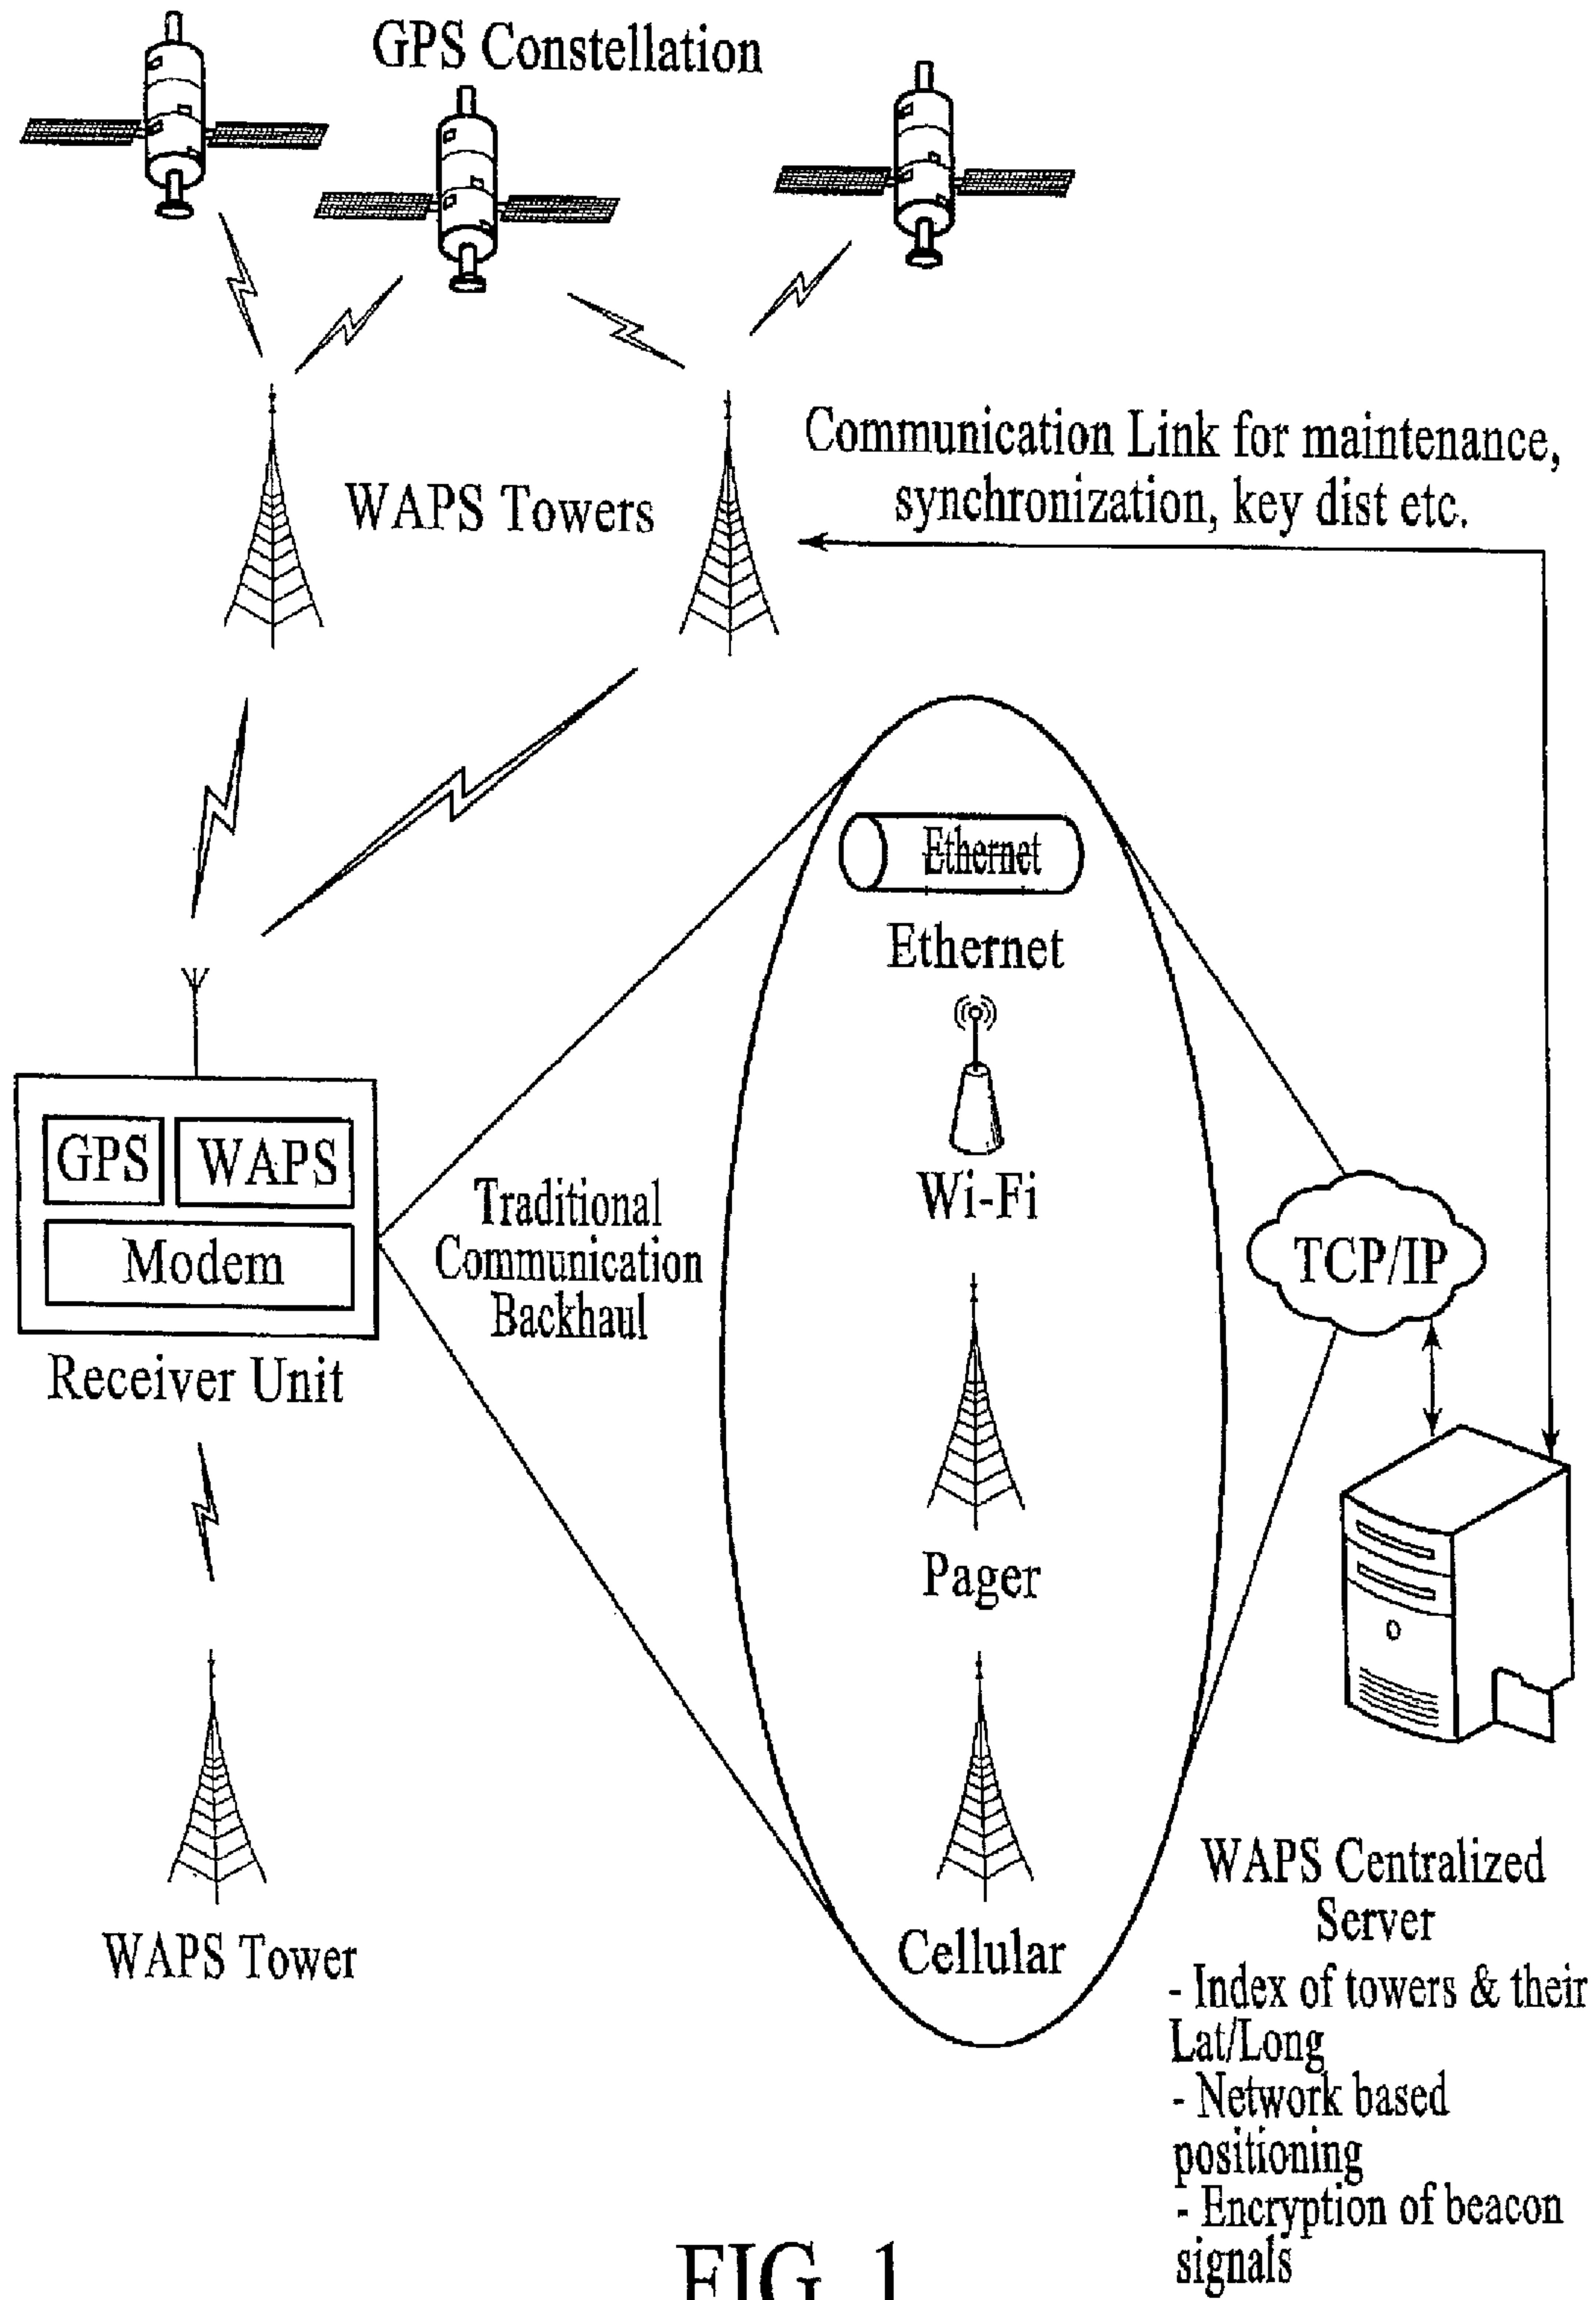 GPS Constellation
Communication Link for maintenance,
synchronization, key dist etc.
WAPS Towers
Ethernet
Ethernet
Wi-Fi
GPS
WAPS
Modem
Receiver Unit
Traditional
Communication
Backhaul
TCP/IP
Pager
WAPS Tower
Cellular
WAPS Centralized
Server
- Index of towers & their
Lat/Long
- Network based
positioning
- Encryption of beacon
signals
FIG. 1